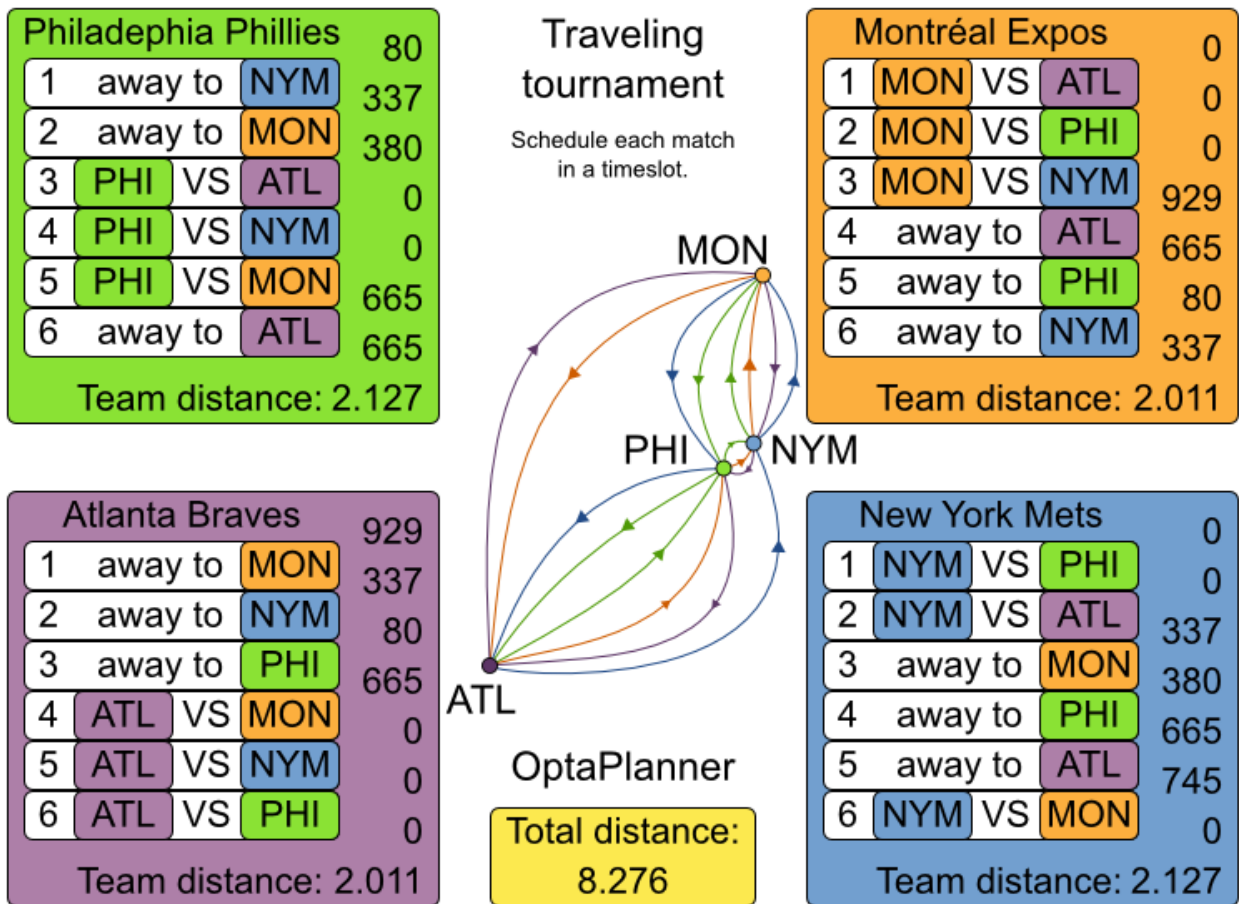 Philadephia Phillies
80
1 away to NYM
337
2 away to MON
380
3 PHI VS ATL
0
4 PHI VS NYM
0
5 PHI VS MON
665
6 away to ATL
665
Team distance: 2.127
Traveling
tournament
Schedule each match
in a timeslot.
Montréal Expos
0
1 MON VS ATL
0
2 MON VS PHI
0
3 MON VS NYM
929
4 away to ATL
665
5 away to PHI
80
6 away to NYM
337
Team distance: 2.011
MON
PHI
NYM
ATL
Atlanta Braves
929
1 away to MON
337
2 away to NYM
80
3 away to PHI
665
4 ATL VS MON
0
5 ATL VS NYM
0
6 ATL VS PHI
0
Team distance: 2.011
OptaPlanner
Total distance:
8.276
New York Mets
0
1 NYM VS PHI
0
2 NYM VS ATL
337
3 away to MON
380
4 away to PHI
665
5 away to ATL
745
6 NYM VS MON
0
Team distance: 2.127